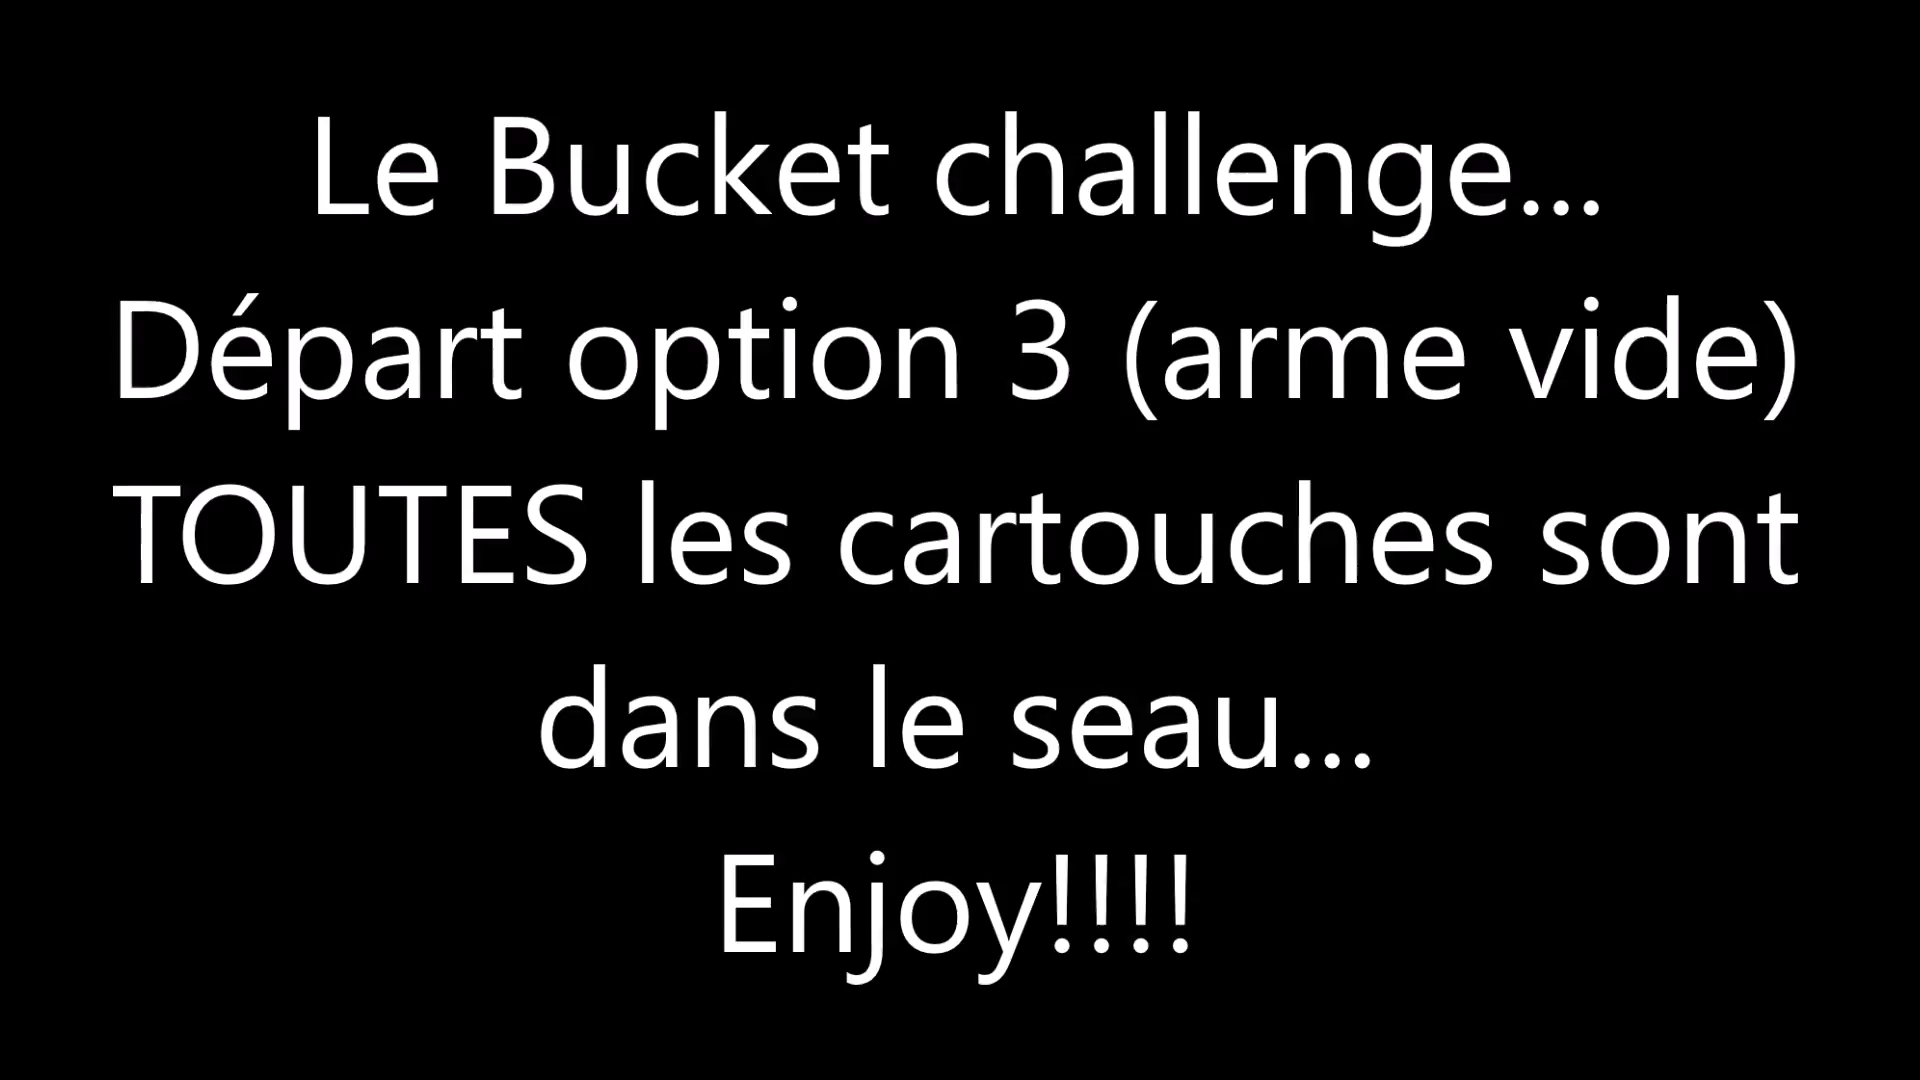 Le Bucket challenge...
Départ option 3 (arme vide)
TOUTES les cartouches sont
dans le seau...
Enjoy!!!!